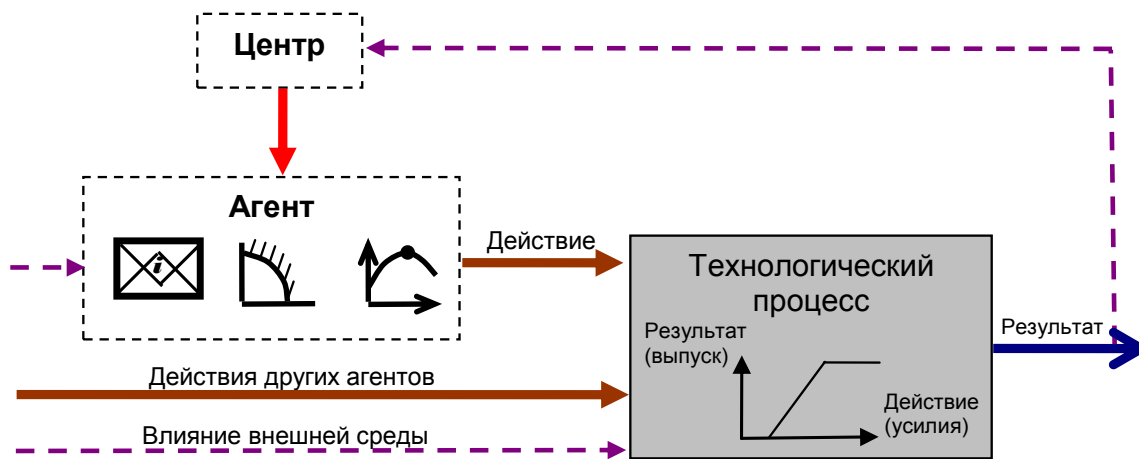 Центр
Агент
i
Действие
Технологический
процесс
Результат
(выпуск)
Действие
(усилия)
Результат
Действия других агентов
Влияние внешней среды